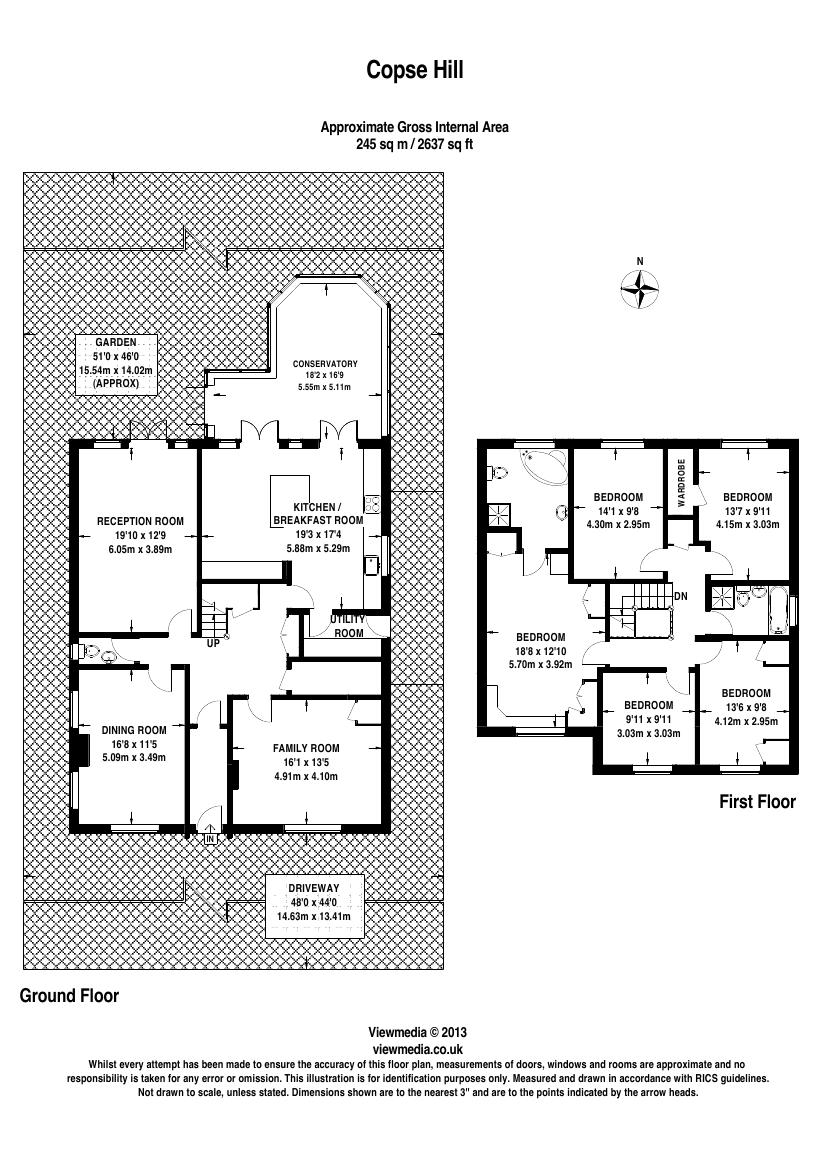 Copse Hill
Approximate Gross Internal Area
245 sq m / 2637 sq ft
GARDEN
51'0 x 46'0
15.54m x 14.02m
(APPROX)
CONSERVATORY
18'2 x 16'9
5.55m x 5.11m
RECEPTION ROOM
19'10 x 12'9
6.05m x 3.89m
KITCHEN /
BREAKFAST ROOM
19'3 x 17'4
5.88m x 5.29m
UTILITY
ROOM
UP
DINING ROOM
16'8 x 11'5
5.09m x 3.49m
FAMILY ROOM
16'1 x 13'5
4.91m x 4.10m
IN
DRIVEWAY
48'0 x 44'0
14.63m x 13.41m
Ground Floor
N
BEDROOM
14'1 x 9'8
4.30m x 2.95m
WARDROBE
BEDROOM
13'7 x 9'11
4.15m x 3.03m
DN
BEDROOM
18'8 x 12'10
5.70m x 3.92m
BEDROOM
9'11 x 9'11
3.03m x 3.03m
BEDROOM
13'6 x 9'8
4.12m x 2.95m
First Floor
Viewmedia © 2013
viewmedia.co.uk
Whilst every attempt has been made to ensure the accuracy of this floor plan, measurements of doors, windows and rooms are approximate and no
responsibility is taken for any error or omission. This illustration is for identification purposes only. Measured and drawn in accordance with RICS guidelines.
Not drawn to scale, unless stated. Dimensions shown are to the nearest 3" and are to the points indicated by the arrow heads.